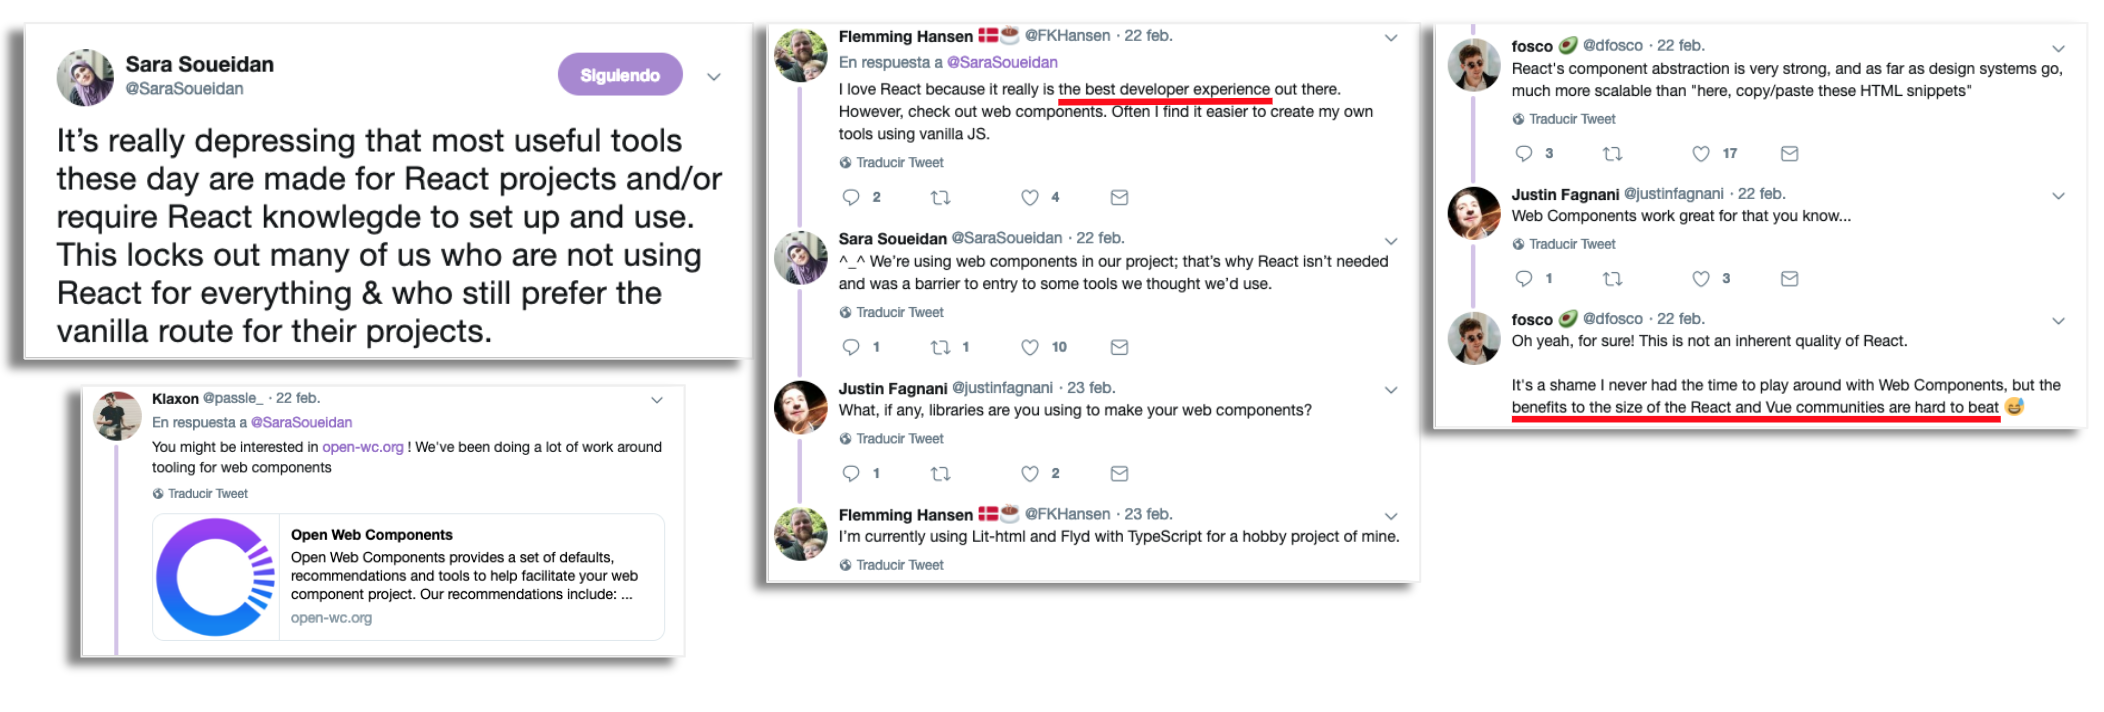 Sara Soueidan
@SaraSoueidan
Siguiendo
It's really depressing that most useful tools
these day are made for React projects and/or
require React knowlegde to set up and use.
This locks out many of us who are not using
React for everything & who still prefer the
vanilla route for their projects.
Klaxon @passle_ · 22 feb.
En respuesta a @SaraSoueidan
You might be interested in open-wc.org ! We've been doing a lot of work around
tooling for web components
Traducir Tweet
Open Web Components
Open Web Components provides a set of defaults,
recommendations and tools to help facilitate your web
component project. Our recommendations include: ...
open-wc.org
Flemming Hansen 🇩🇰☕ @FKHansen · 22 feb.
En respuesta a @SaraSoueidan
I love React because it really is the best developer experience out there.
However, check out web components. Often I find it easier to create my own
tools using vanilla JS.
Traducir Tweet
2 4
Sara Soueidan @SaraSoueidan · 22 feb.
^_^ We're using web components in our project; that's why React isn't needed
and was a barrier to entry to some tools we thought we'd use.
Traducir Tweet
1 1 10
Justin Fagnani @justinfagnani · 23 feb.
What, if any, libraries are you using to make your web components?
Traducir Tweet
1 2
Flemming Hansen 🇩🇰☕ @FKHansen · 23 feb.
I'm currently using Lit-html and Flyd with TypeScript for a hobby project of mine.
Traducir Tweet
fosco 🥑 @dfosco · 22 feb.
React's component abstraction is very strong, and as far as design systems go,
much more scalable than "here, copy/paste these HTML snippets"
Traducir Tweet
3 17
Justin Fagnani @justinfagnani · 22 feb.
Web Components work great for that you know...
Traducir Tweet
1 3
fosco 🥑 @dfosco · 22 feb.
Oh yeah, for sure! This is not an inherent quality of React.
It's a shame I never had the time to play around with Web Components, but the
benefits to the size of the React and Vue communities are hard to beat 😅